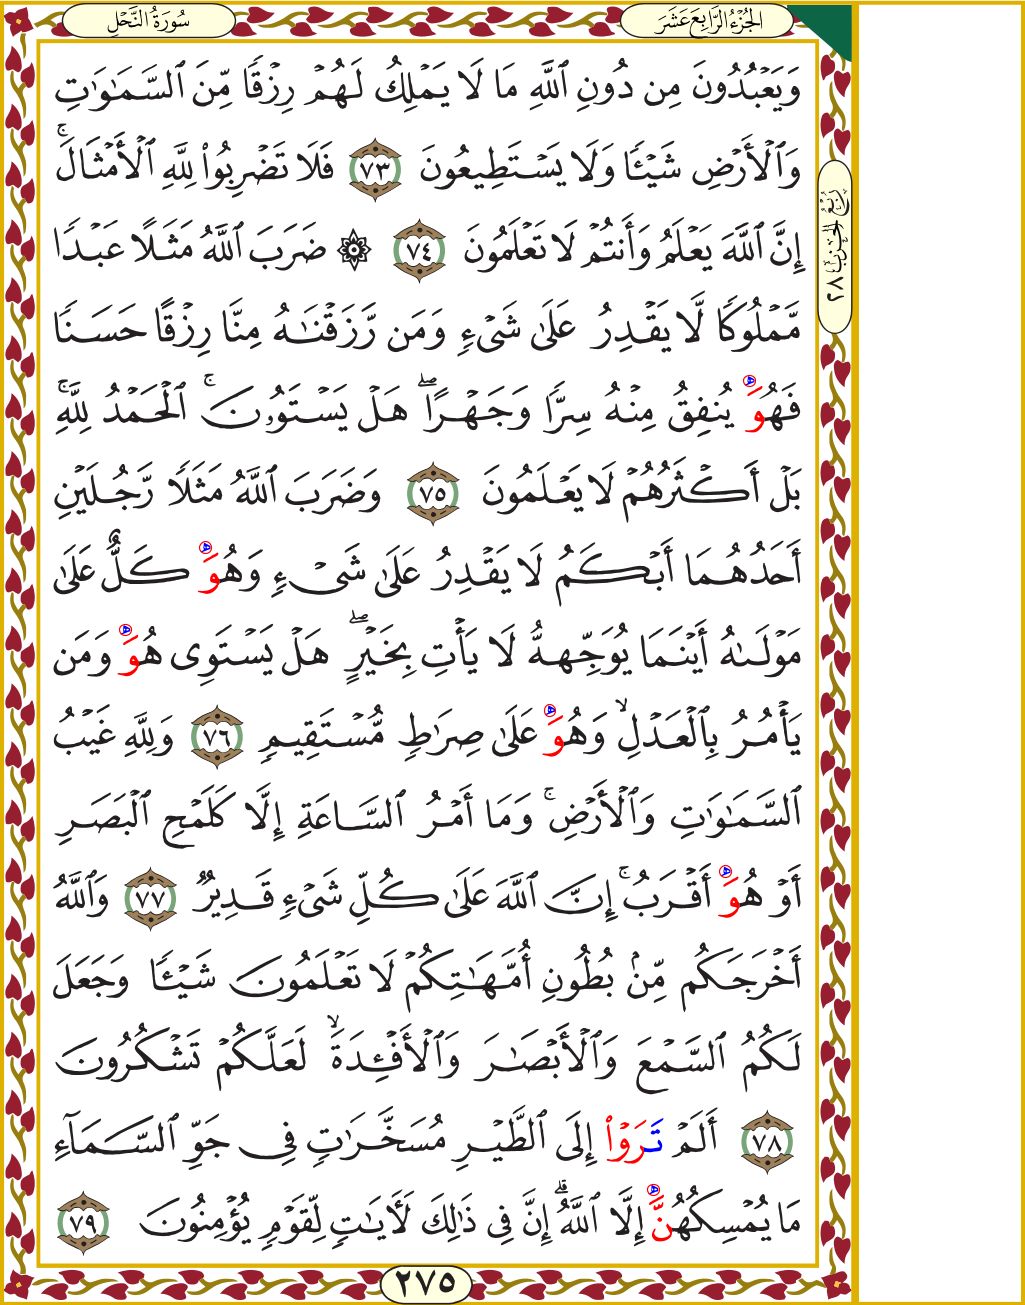 سُورَةُ النَّحْلِ
الجُزْءُ الرَّابِعَ عَشَرَ
وَيَعْبُدُونَ مِن دُونِ ٱللَّهِ مَا لَا يَمْلِكُ لَهُمْ رِزْقًا مِّنَ ٱلسَّمَٰوَٰتِ
وَٱلْأَرْضِ شَيْـًٔا وَلَا يَسْتَطِيعُونَ ٧٣ فَلَا تَضْرِبُوا۟ لِلَّهِ ٱلْأَمْثَالَ ۚ
إِنَّ ٱللَّهَ يَعْلَمُ وَأَنتُمْ لَا تَعْلَمُونَ ٧٤ ۞ ضَرَبَ ٱللَّهُ مَثَلًا عَبْدًا
مَّمْلُوكًا لَّا يَقْدِرُ عَلَىٰ شَىْءٍ وَمَن رَّزَقْنَٰهُ مِنَّا رِزْقًا حَسَنًا
فَهُوَ يُنفِقُ مِنْهُ سِرًّا وَجَهْرًا ۖ هَلْ يَسْتَوُۥنَ ۚ ٱلْحَمْدُ لِلَّهِ ۚ
بَلْ أَكْثَرُهُمْ لَا يَعْلَمُونَ ٧٥ وَضَرَبَ ٱللَّهُ مَثَلًا رَّجُلَيْنِ
أَحَدُهُمَآ أَبْكَمُ لَا يَقْدِرُ عَلَىٰ شَىْءٍ وَهُوَ كَلٌّ عَلَىٰ
مَوْلَىٰهُ أَيْنَمَا يُوَجِّههُّ لَا يَأْتِ بِخَيْرٍ ۖ هَلْ يَسْتَوِى هُوَ وَمَن
يَأْمُرُ بِٱلْعَدْلِ ۙ وَهُوَ عَلَىٰ صِرَٰطٍ مُّسْتَقِيمٍ ٧٦ وَلِلَّهِ غَيْبُ
ٱلسَّمَٰوَٰتِ وَٱلْأَرْضِ ۚ وَمَا أَمْرُ ٱلسَّاعَةِ إِلَّا كَلَمْحِ ٱلْبَصَرِ
أَوْ هُوَ أَقْرَبُ ۚ إِنَّ ٱللَّهَ عَلَىٰ كُلِّ شَىْءٍ قَدِيرٌ ٧٧ وَٱللَّهُ
أَخْرَجَكُم مِّنۢ بُطُونِ أُمَّهَٰتِكُمْ لَا تَعْلَمُونَ شَيْـًٔا وَجَعَلَ
لَكُمُ ٱلسَّمْعَ وَٱلْأَبْصَٰرَ وَٱلْأَفْـِٔدَةَ ۙ لَعَلَّكُمْ تَشْكُرُونَ
٧٨ أَلَمْ تَرَوْا۟ إِلَى ٱلطَّيْرِ مُسَخَّرَٰتٍ فِى جَوِّ ٱلسَّمَآءِ
مَا يُمْسِكُهُنَّ إِلَّا ٱللَّهُ ۗ إِنَّ فِى ذَٰلِكَ لَءَايَٰتٍ لِّقَوْمٍ يُؤْمِنُونَ ٧٩
رُبْعُ الحِزْبِ ٢٨
٢٧٥